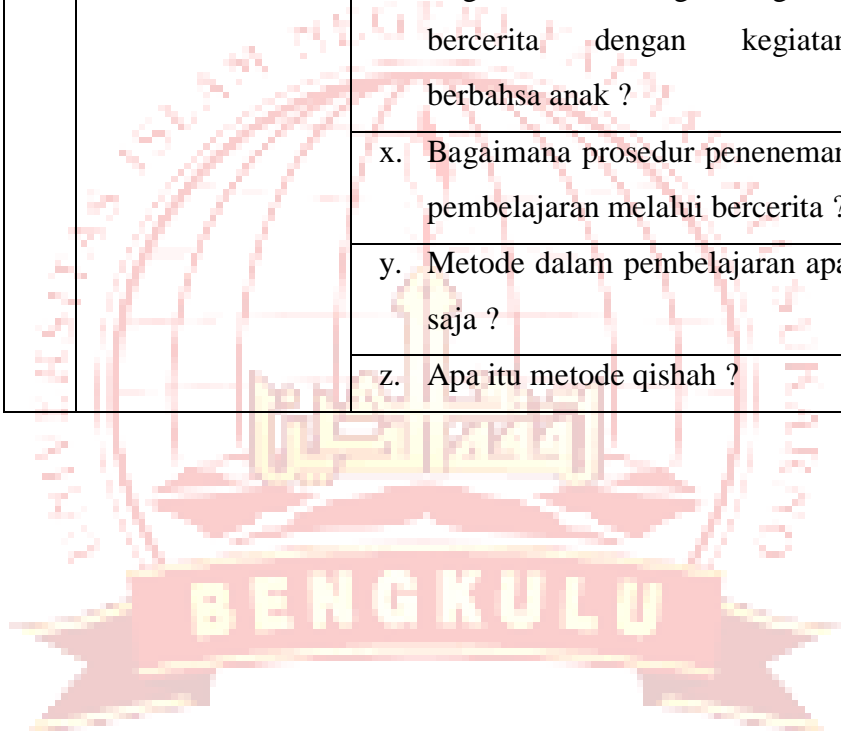 bercerita dengan kegiatan
berbahsa anak ?
x. Bagaimana prosedur peneneman
pembelajaran melalui bercerita ?
y. Metode dalam pembelajaran apa
saja ?
z. Apa itu metode qishah ?
BENGKULU